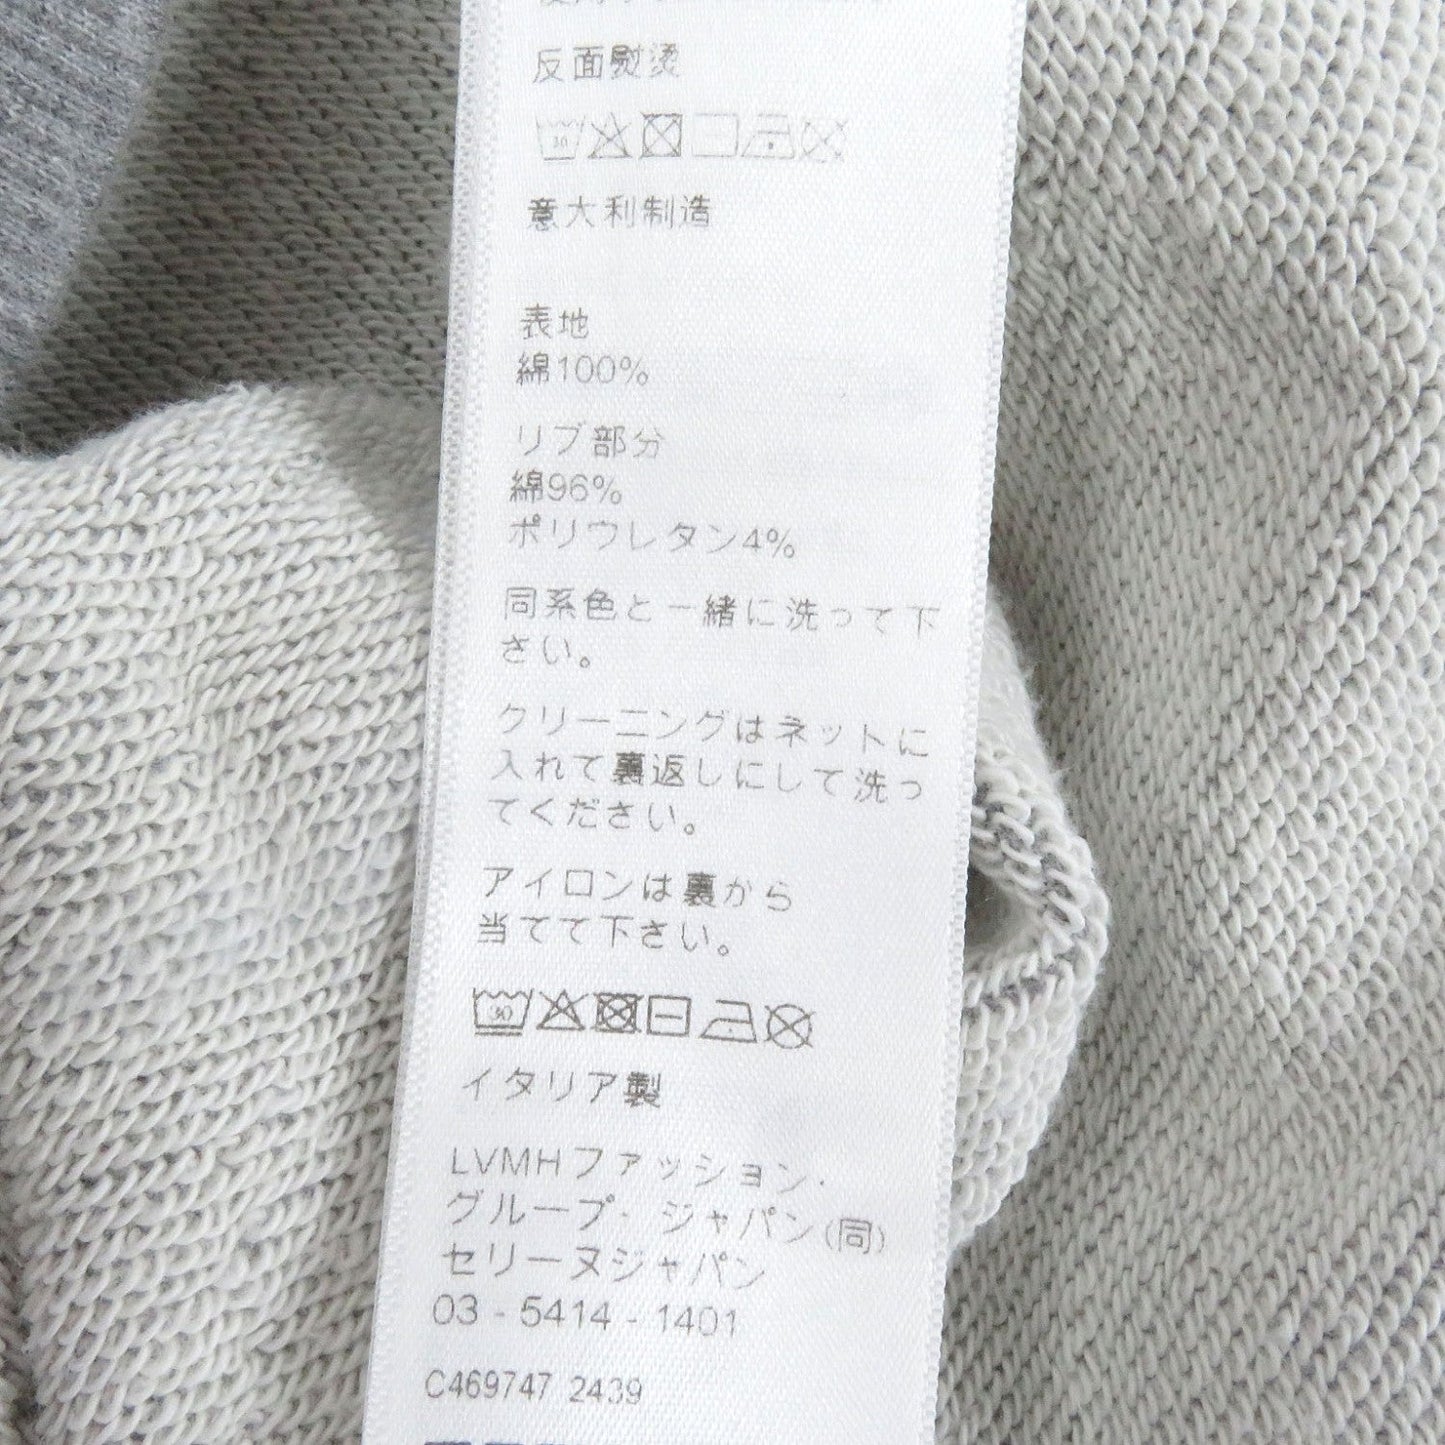 反面熨烫
30
意大利制造
表地
綿100%
リブ部分
綿96%
ポリウレタン4%
同系色と一緒に洗って下
さい。
クリーニングはネットに
入れて裏返しにして洗っ
てください。
アイロンは裏から
当てて下さい。
30
イタリア製
LVMHファッション・
グループ・ジャパン(同)
セリーヌジャパン
03 - 5414 - 1401
C469747 2439